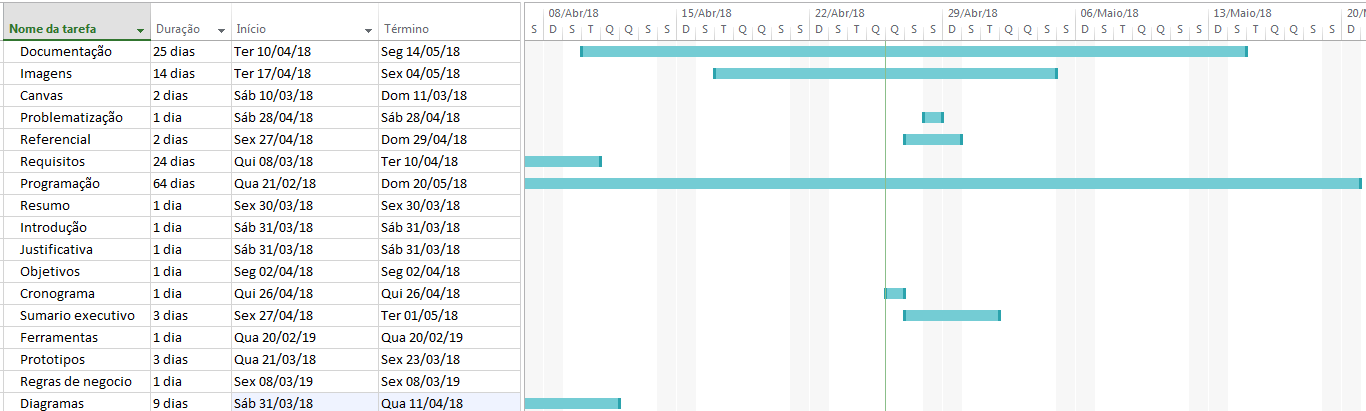 Nome da tarefa Duração Início Término 08/Abr/18 15/Abr/18 22/Abr/18 29/Abr/18 06/Maio/18 13/Maio/18 20/M
S D S T Q Q S S D S T Q Q S S D S T Q Q S S D S T Q Q S S D S T Q Q S S D S T Q Q S S D
Documentação 25 dias Ter 10/04/18 Seg 14/05/18
Imagens 14 dias Ter 17/04/18 Sex 04/05/18
Canvas 2 dias Sáb 10/03/18 Dom 11/03/18
Problematização 1 dia Sáb 28/04/18 Sáb 28/04/18
Referencial 2 dias Sex 27/04/18 Dom 29/04/18
Requisitos 24 dias Qui 08/03/18 Ter 10/04/18
Programação 64 dias Qua 21/02/18 Dom 20/05/18
Resumo 1 dia Sex 30/03/18 Sex 30/03/18
Introdução 1 dia Sáb 31/03/18 Sáb 31/03/18
Justificativa 1 dia Sáb 31/03/18 Sáb 31/03/18
Objetivos 1 dia Seg 02/04/18 Seg 02/04/18
Cronograma 1 dia Qui 26/04/18 Qui 26/04/18
Sumario executivo 3 dias Sex 27/04/18 Ter 01/05/18
Ferramentas 1 dia Qua 20/02/19 Qua 20/02/19
Prototipos 3 dias Qua 21/03/18 Sex 23/03/18
Regras de negocio 1 dia Sex 08/03/19 Sex 08/03/19
Diagramas 9 dias Sáb 31/03/18 Qua 11/04/18